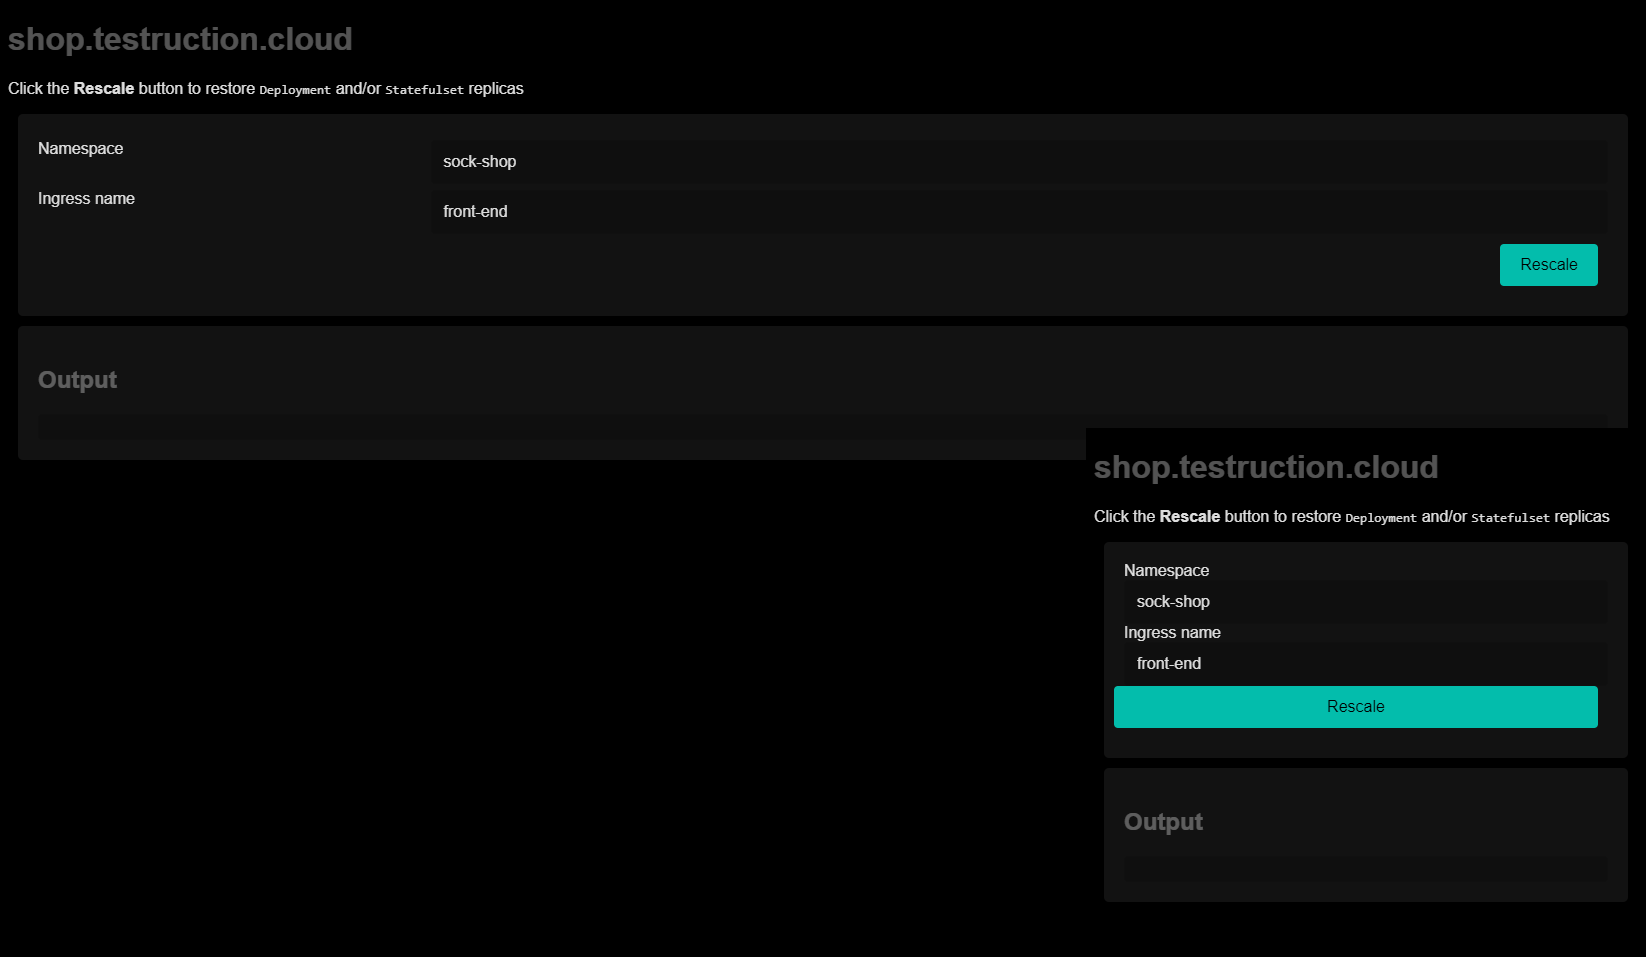 shop.testruction.cloud
Click the Rescale button to restore Deployment and/or Statefulset replicas
Namespace
sock-shop
Ingress name
front-end
Rescale
Output
shop.testruction.cloud
Click the Rescale button to restore Deployment and/or Statefulset replicas
Namespace
sock-shop
Ingress name
front-end
Rescale
Output